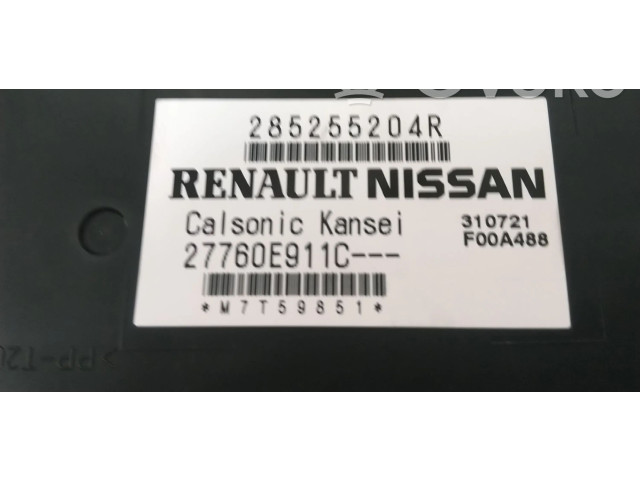 285255204R
RENAULT NISSAN
Calsonic Kansei 310721
27760E911C--- F00A488
*M7T59851*